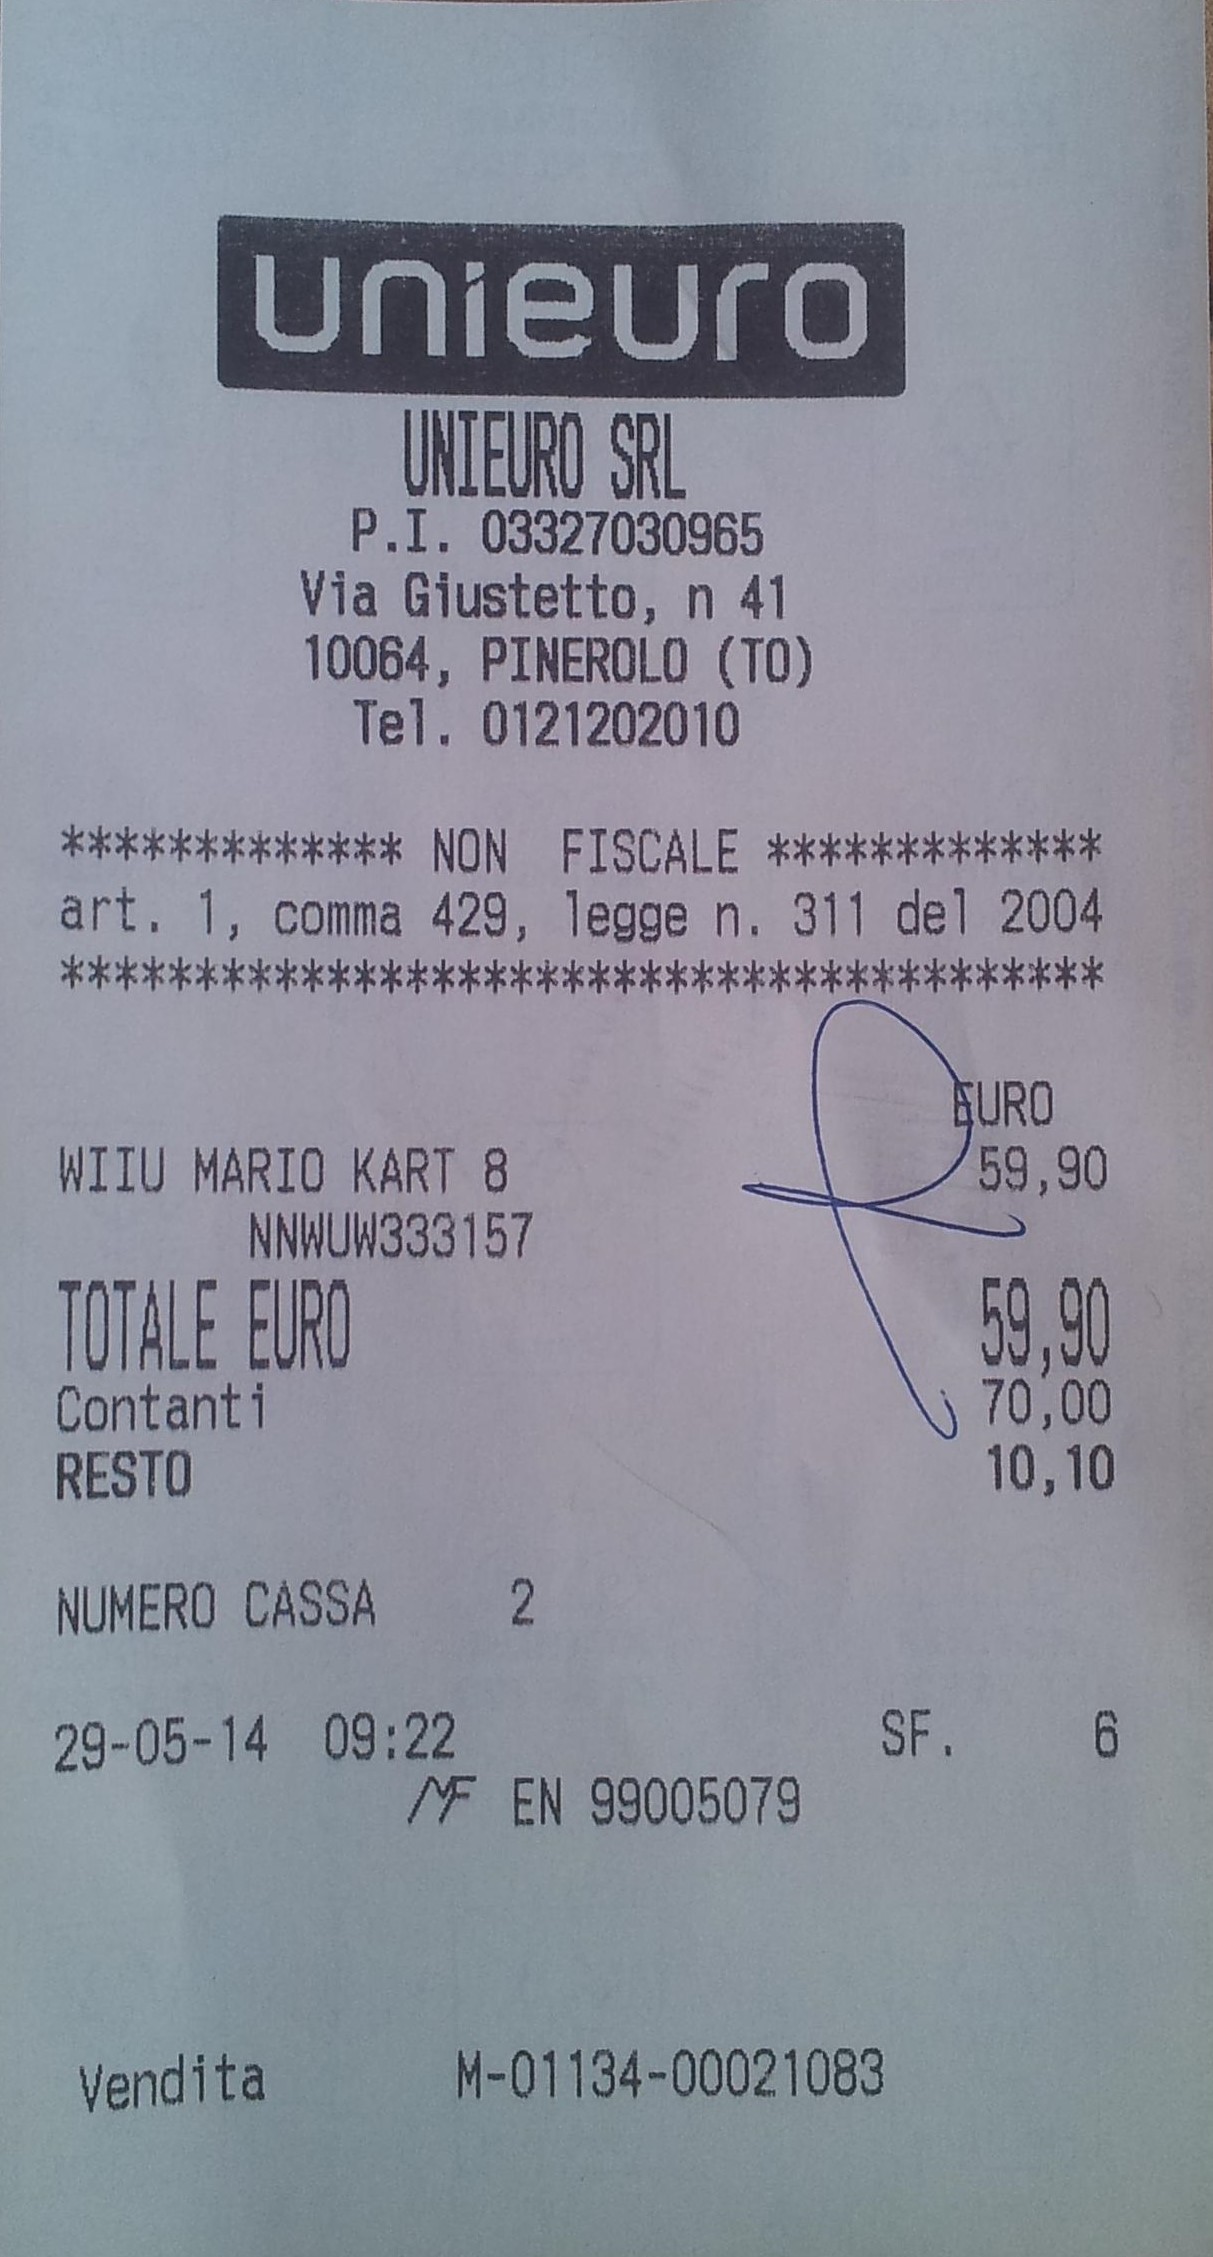 unieuro
UNIEURO SRL
P.I. 03327030965
Via Giustetto, n 41
10064, PINEROLO (TO)
Tel. 0121202010
************* NON FISCALE *************
art. 1, comma 429, legge n. 311 del 2004
****************************************
EURO
WIIU MARIO KART 8 59,90
NNWUW333157
TOTALE EURO 59,90
Contanti 70,00
RESTO 10,10
NUMERO CASSA 2
29-05-14 09:22 SF. 6
MF EN 99005079
Vendita M-01134-00021083